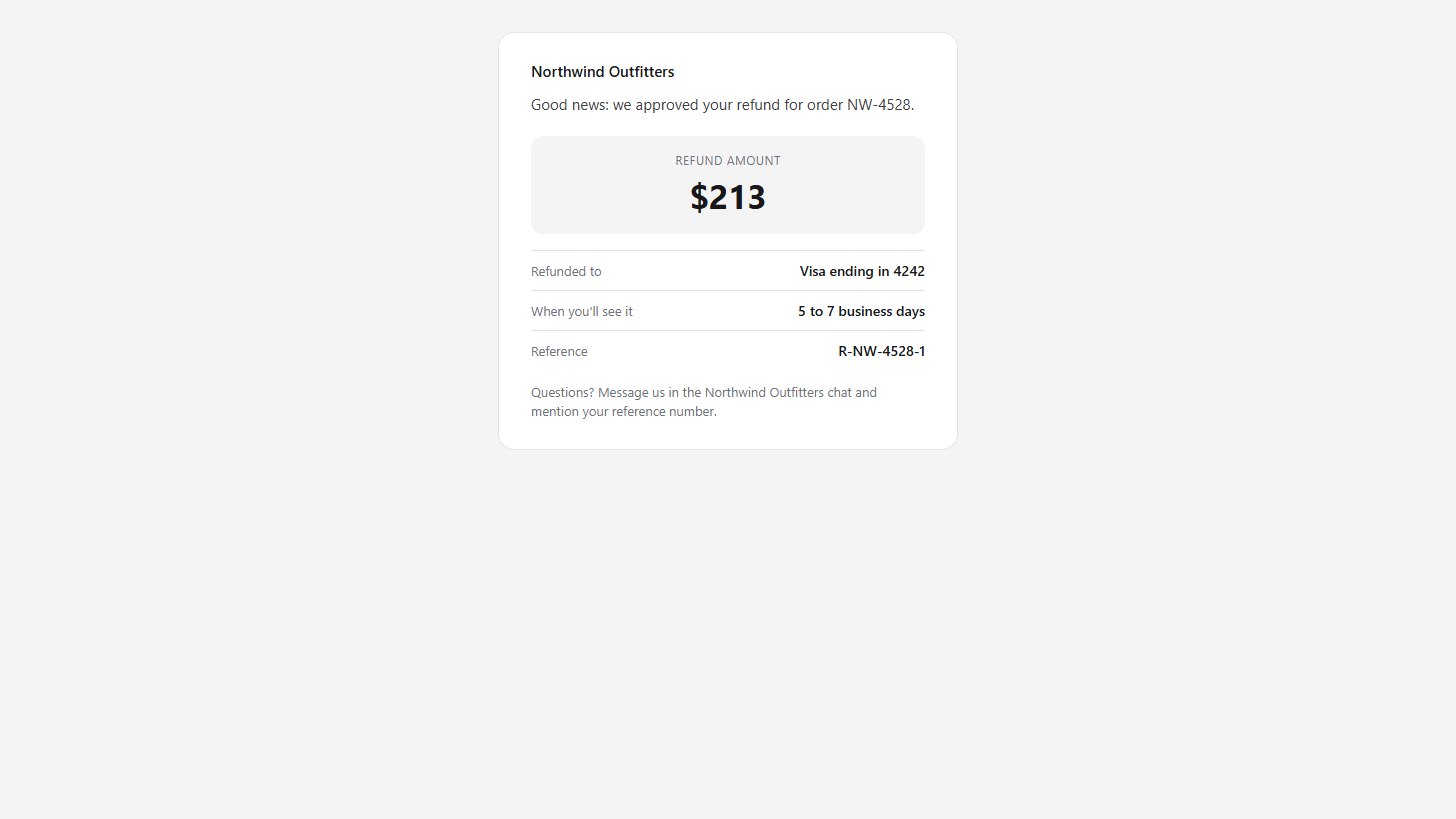 Northwind Outfitters
Good news: we approved your refund for order NW-4528.
REFUND AMOUNT
$213
Refunded to Visa ending in 4242
When you'll see it 5 to 7 business days
Reference R-NW-4528-1
Questions? Message us in the Northwind Outfitters chat and
mention your reference number.